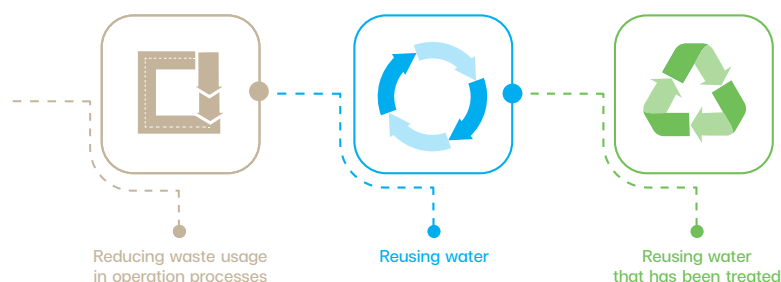 Reducing waste usage
in operation processes
Reusing water
Reusing water
that has been treated